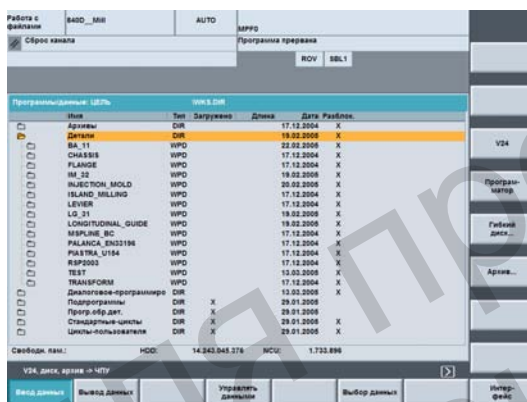 Работа с файлами
840D__Mill
AUTO
MPF0
Сброс канала
Программа прервана
ROV SBL1
Программы/данные: ЦЕЛЬ \WKS.DIR
Имя Тип Загружено Длина Дата Разблок.
Архивы DIR 17.12.2004 X
Детали DIR 19.02.2005 X
BA_11 WPD 22.02.2005 X
CHASSIS WPD 17.12.2004 X
FLANGE WPD 17.12.2004 X
IM_22 WPD 19.02.2005 X
INJECTION_MOLD WPD 20.02.2005 X
ISLAND_MILLING WPD 17.12.2004 X
LEVIER WPD 17.12.2004 X
LG_31 WPD 19.02.2005 X
LONGITUDINAL_GUIDE WPD 19.02.2005 X
MSPLINE_BC WPD 17.12.2004 X
PALANCA_EN33196 WPD 17.12.2004 X
PIASTRA_U154 WPD 17.12.2004 X
RSP2003 WPD 17.12.2004 X
TEST WPD 13.03.2005 X
TRANSFORM WPD 17.12.2004 X
Диалоговое-программиро DIR 13.03.2005 X
Подпрограммы DIR X 29.01.2005
Прогр.обр.дет. DIR X 29.01.2005
Стандартные-циклы DIR X 29.01.2005
Циклы-пользователя DIR X 29.01.2005
Свободн. пам.: HDD: 14.243.045.376 NCU: 1.733.896
V24, диск, архив -> ЧПУ
Ввод данных
Вывод данных
Управлять данными
Выбор данных
Интер-фейс
V24
Програм-матор
Гибкий диск...
Архив...